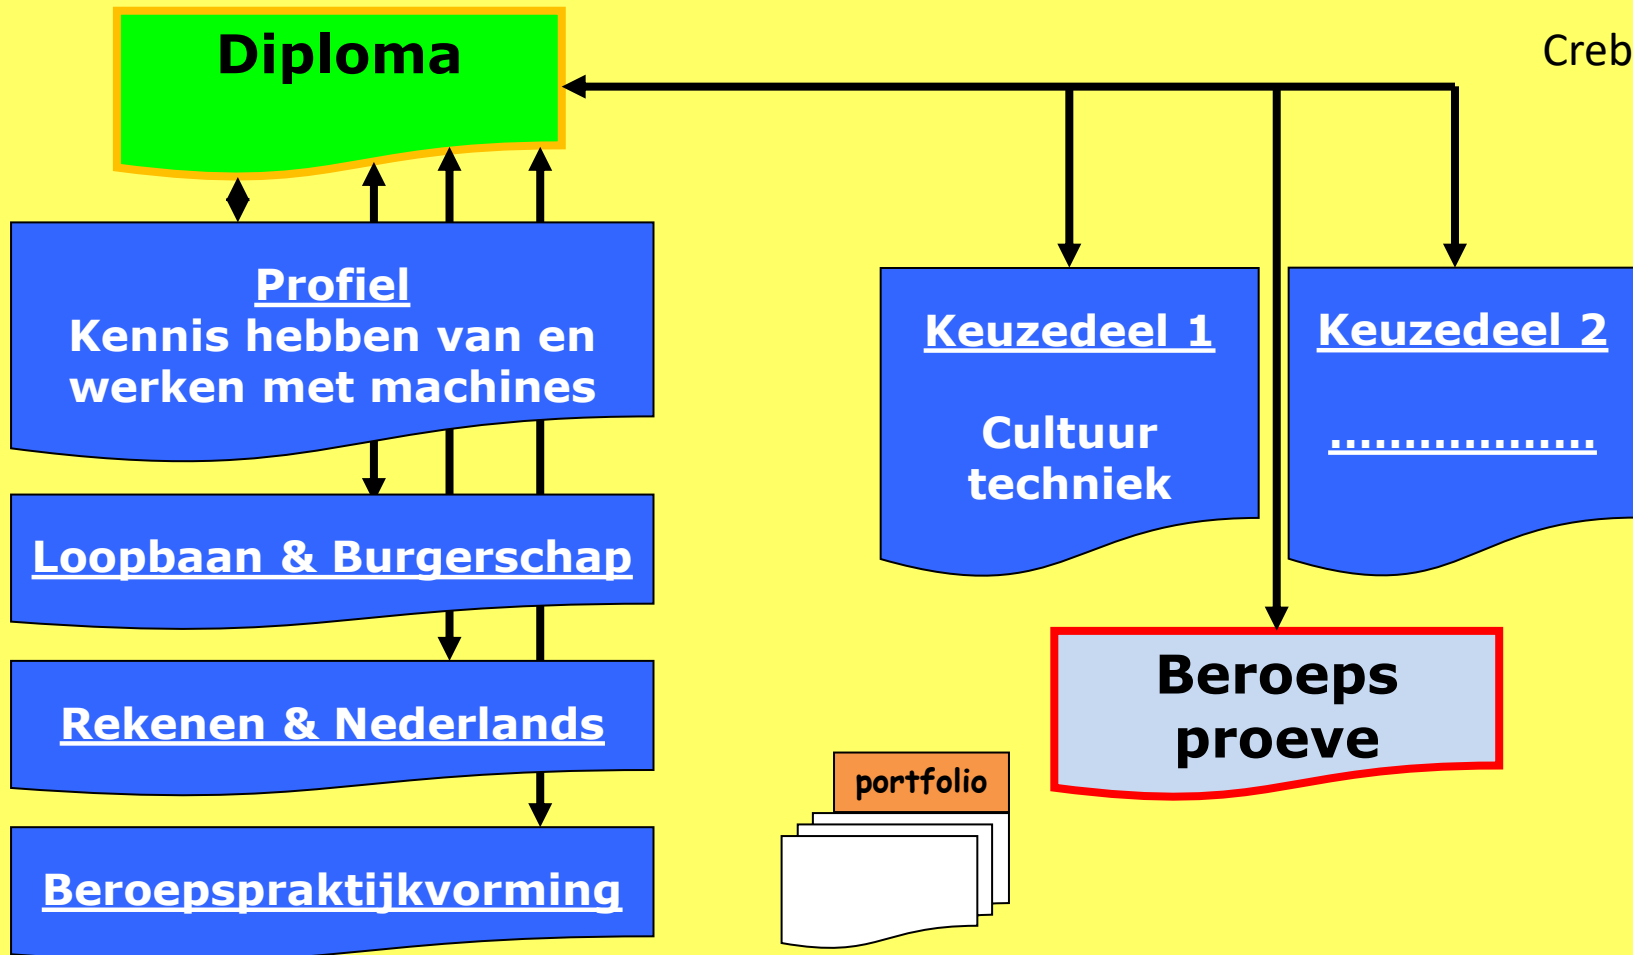 Diploma
Creb
Profiel
Kennis hebben van en
werken met machines
Keuzedeel 1
Cultuur
techniek
Keuzedeel 2
..................
Loopbaan & Burgerschap
Rekenen & Nederlands
Beroepspraktijkvorming
Beroeps
proeve
portfolio